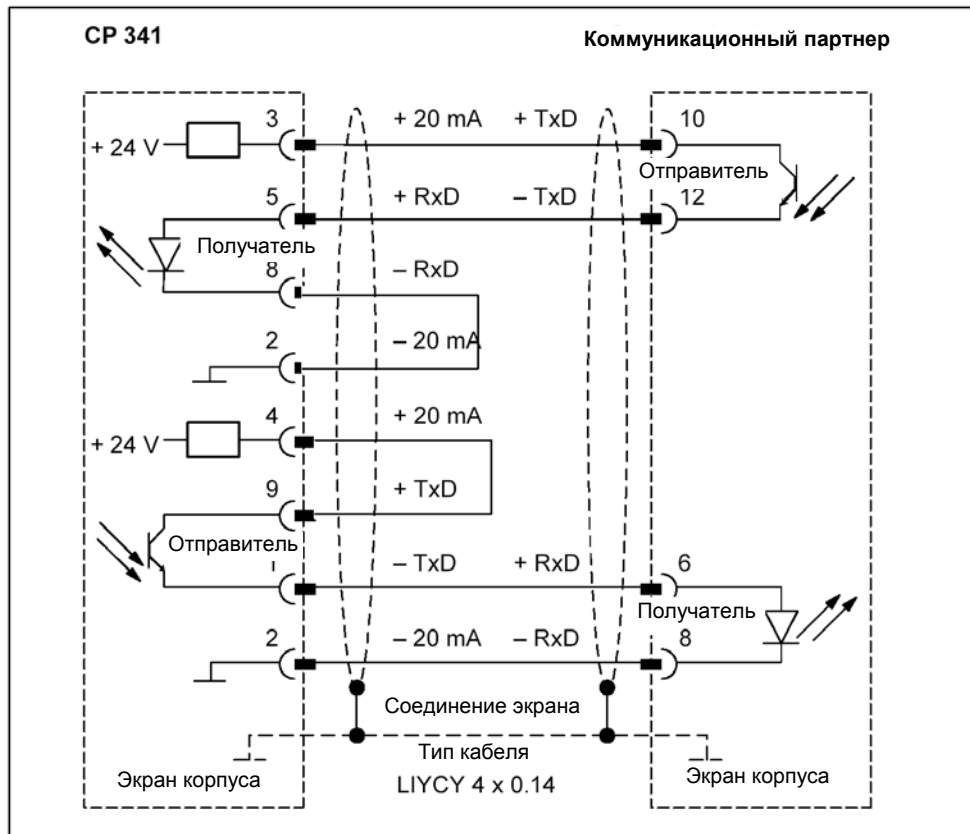 CP 341 Коммуникационный партнер
3 + 20 mA + TxD 10
+ 24 V
Отправитель
5 + RxD – TxD 12
Получатель
8 – RxD
2 – 20 mA
4 + 20 mA
+ 24 V
9 + TxD
Отправитель
– TxD + RxD 6
Получатель
2 – 20 mA – RxD 8
Соединение экрана
Тип кабеля
Экран корпуса Экран корпуса
LIYCY 4 x 0.14